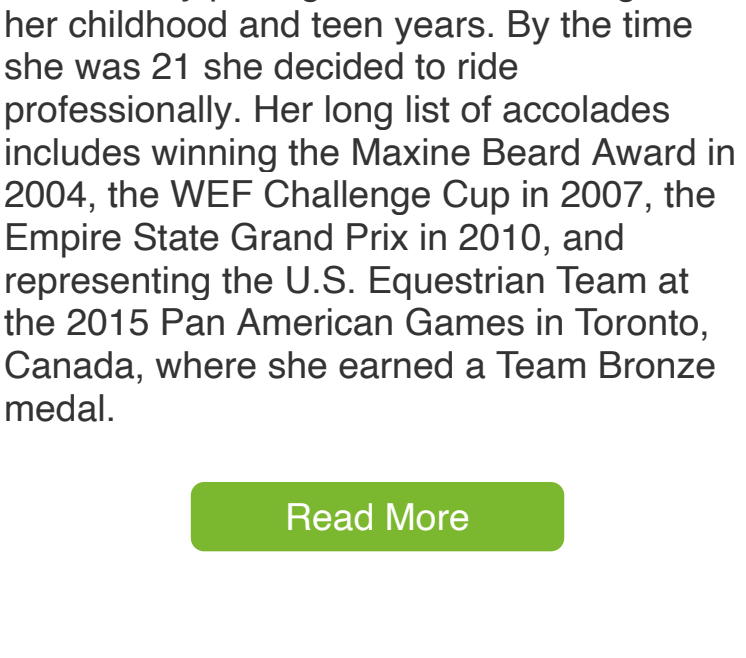 her childhood and teen years. By the time
she was 21 she decided to ride
professionally. Her long list of accolades
includes winning the Maxine Beard Award in
2004, the WEF Challenge Cup in 2007, the
Empire State Grand Prix in 2010, and
representing the U.S. Equestrian Team at
the 2015 Pan American Games in Toronto,
Canada, where she earned a Team Bronze
medal.
Read More